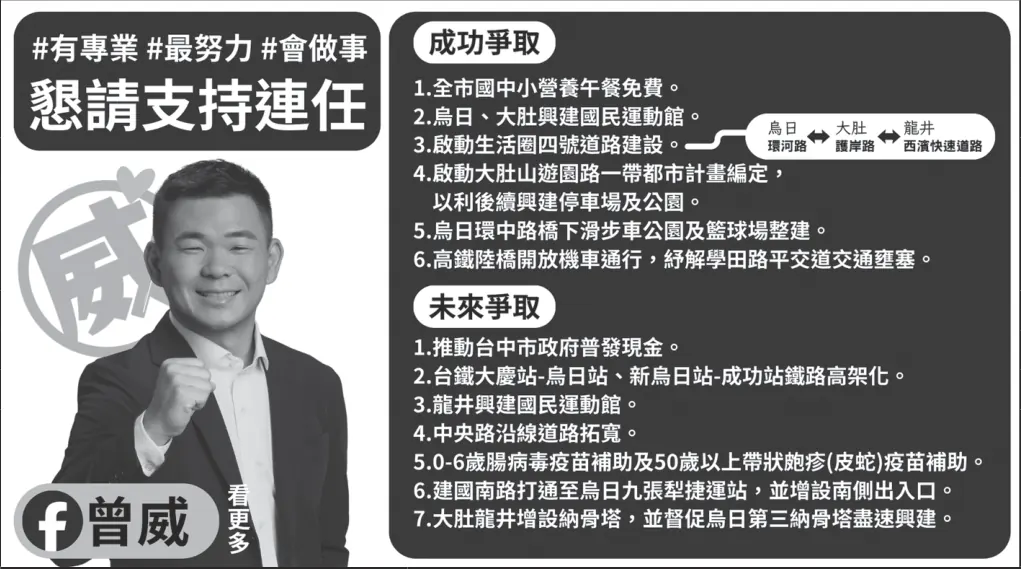 #有專業 #最努力 #會做事
懇請支持連任
威
曾威
看更多
成功爭取
1.全市國中小營養午餐免費。
2.烏日、大肚興建國民運動館。
3.啟動生活圈四號道路建設。
烏日 大肚 龍井
環河路 護岸路 西濱快速道路
4.啟動大肚山遊園路一帶都市計畫編定，
以利後續興建停車場及公園。
5.烏日環中路橋下滑步車公園及籃球場整建。
6.高鐵陸橋開放機車通行，紓解學田路平交道交通壅塞。
未來爭取
1.推動台中市政府普發現金。
2.台鐵大慶站-烏日站、新烏日站-成功站鐵路高架化。
3.龍井興建國民運動館。
4.中央路沿線道路拓寬。
5.0-6歲腸病毒疫苗補助及50歲以上帶狀皰疹(皮蛇)疫苗補助。
6.建國南路打通至烏日九張犁捷運站，並增設南側出入口。
7.大肚龍井增設納骨塔，並督促烏日第三納骨塔盡速興建。